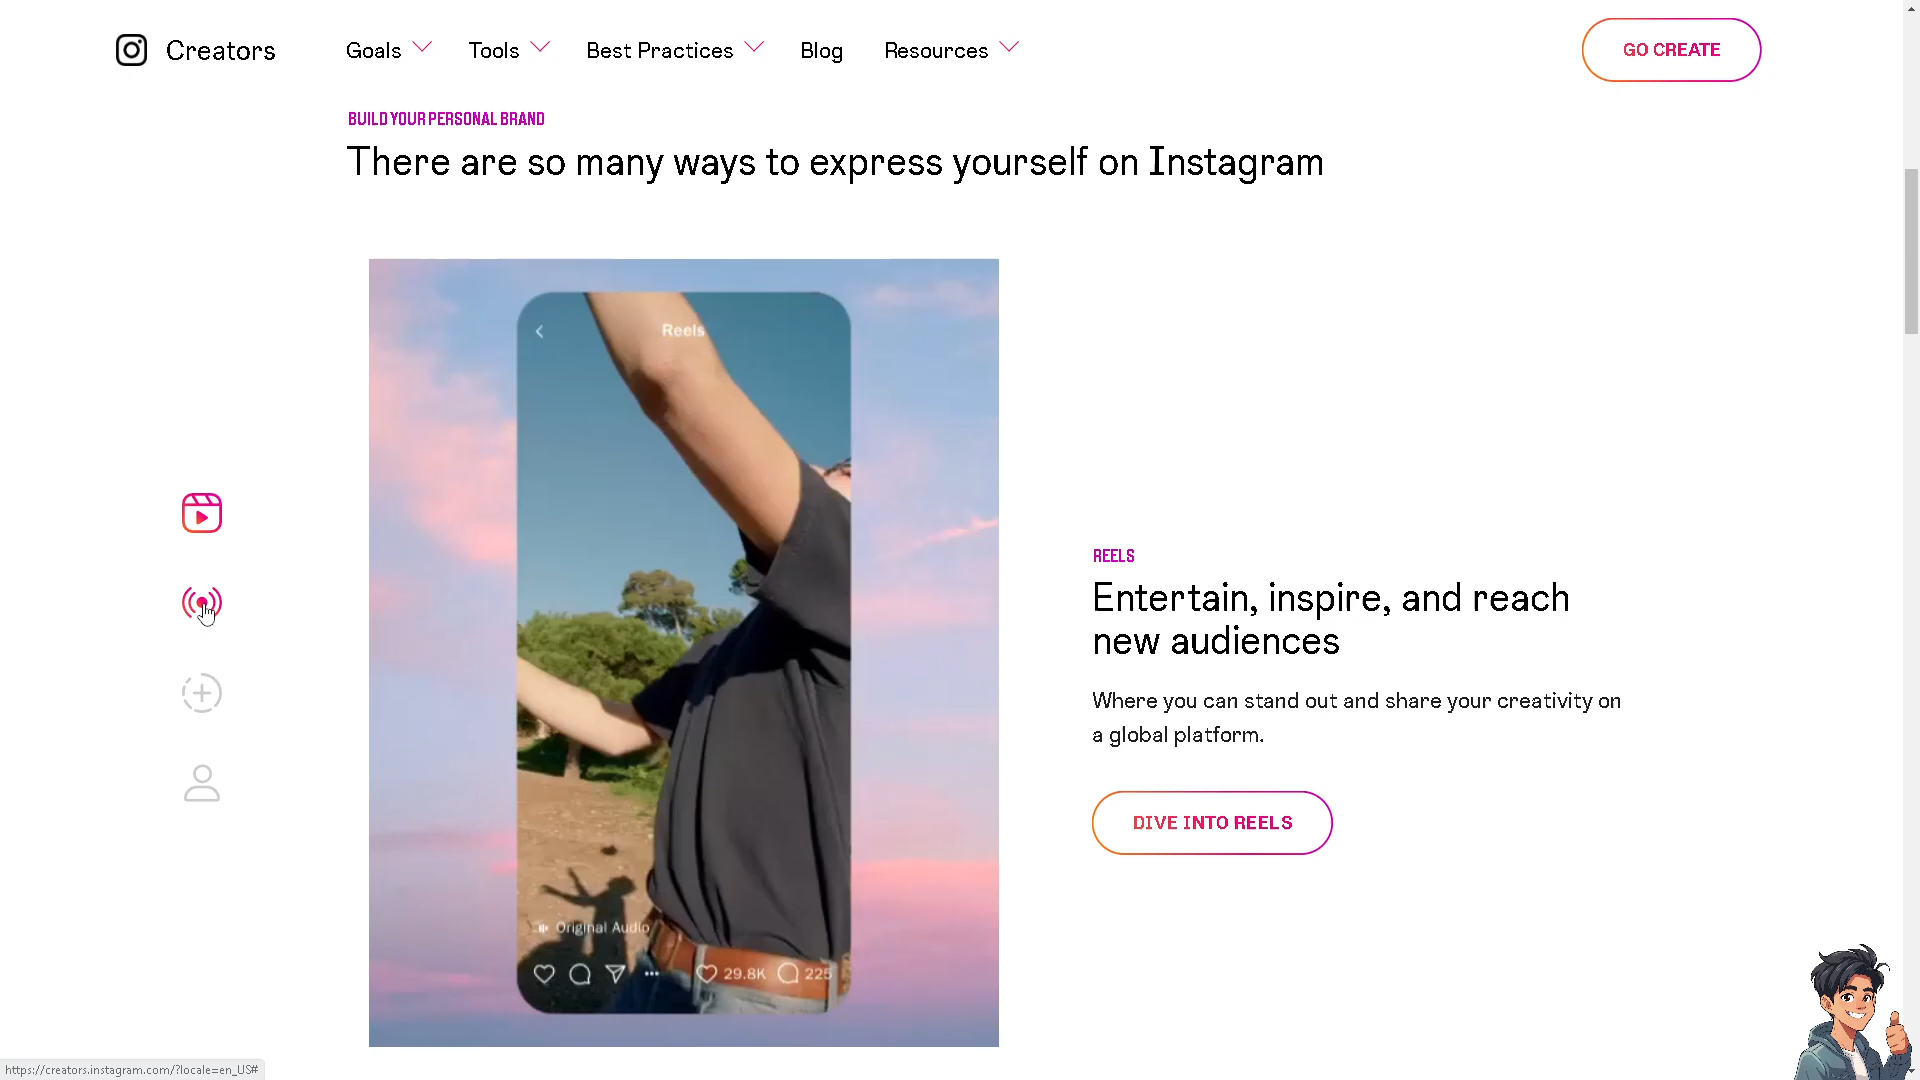 Creators
Goals
Tools
Best Practices
Blog
Resources
GO CREATE
BUILD YOUR PERSONAL BRAND
There are so many ways to express yourself on Instagram
Reels
Original Audio
29.8K
225
REELS
Entertain, inspire, and reach
new audiences
Where you can stand out and share your creativity on
a global platform.
DIVE INTO REELS
https://creators.instagram.com/?locale=en_US#